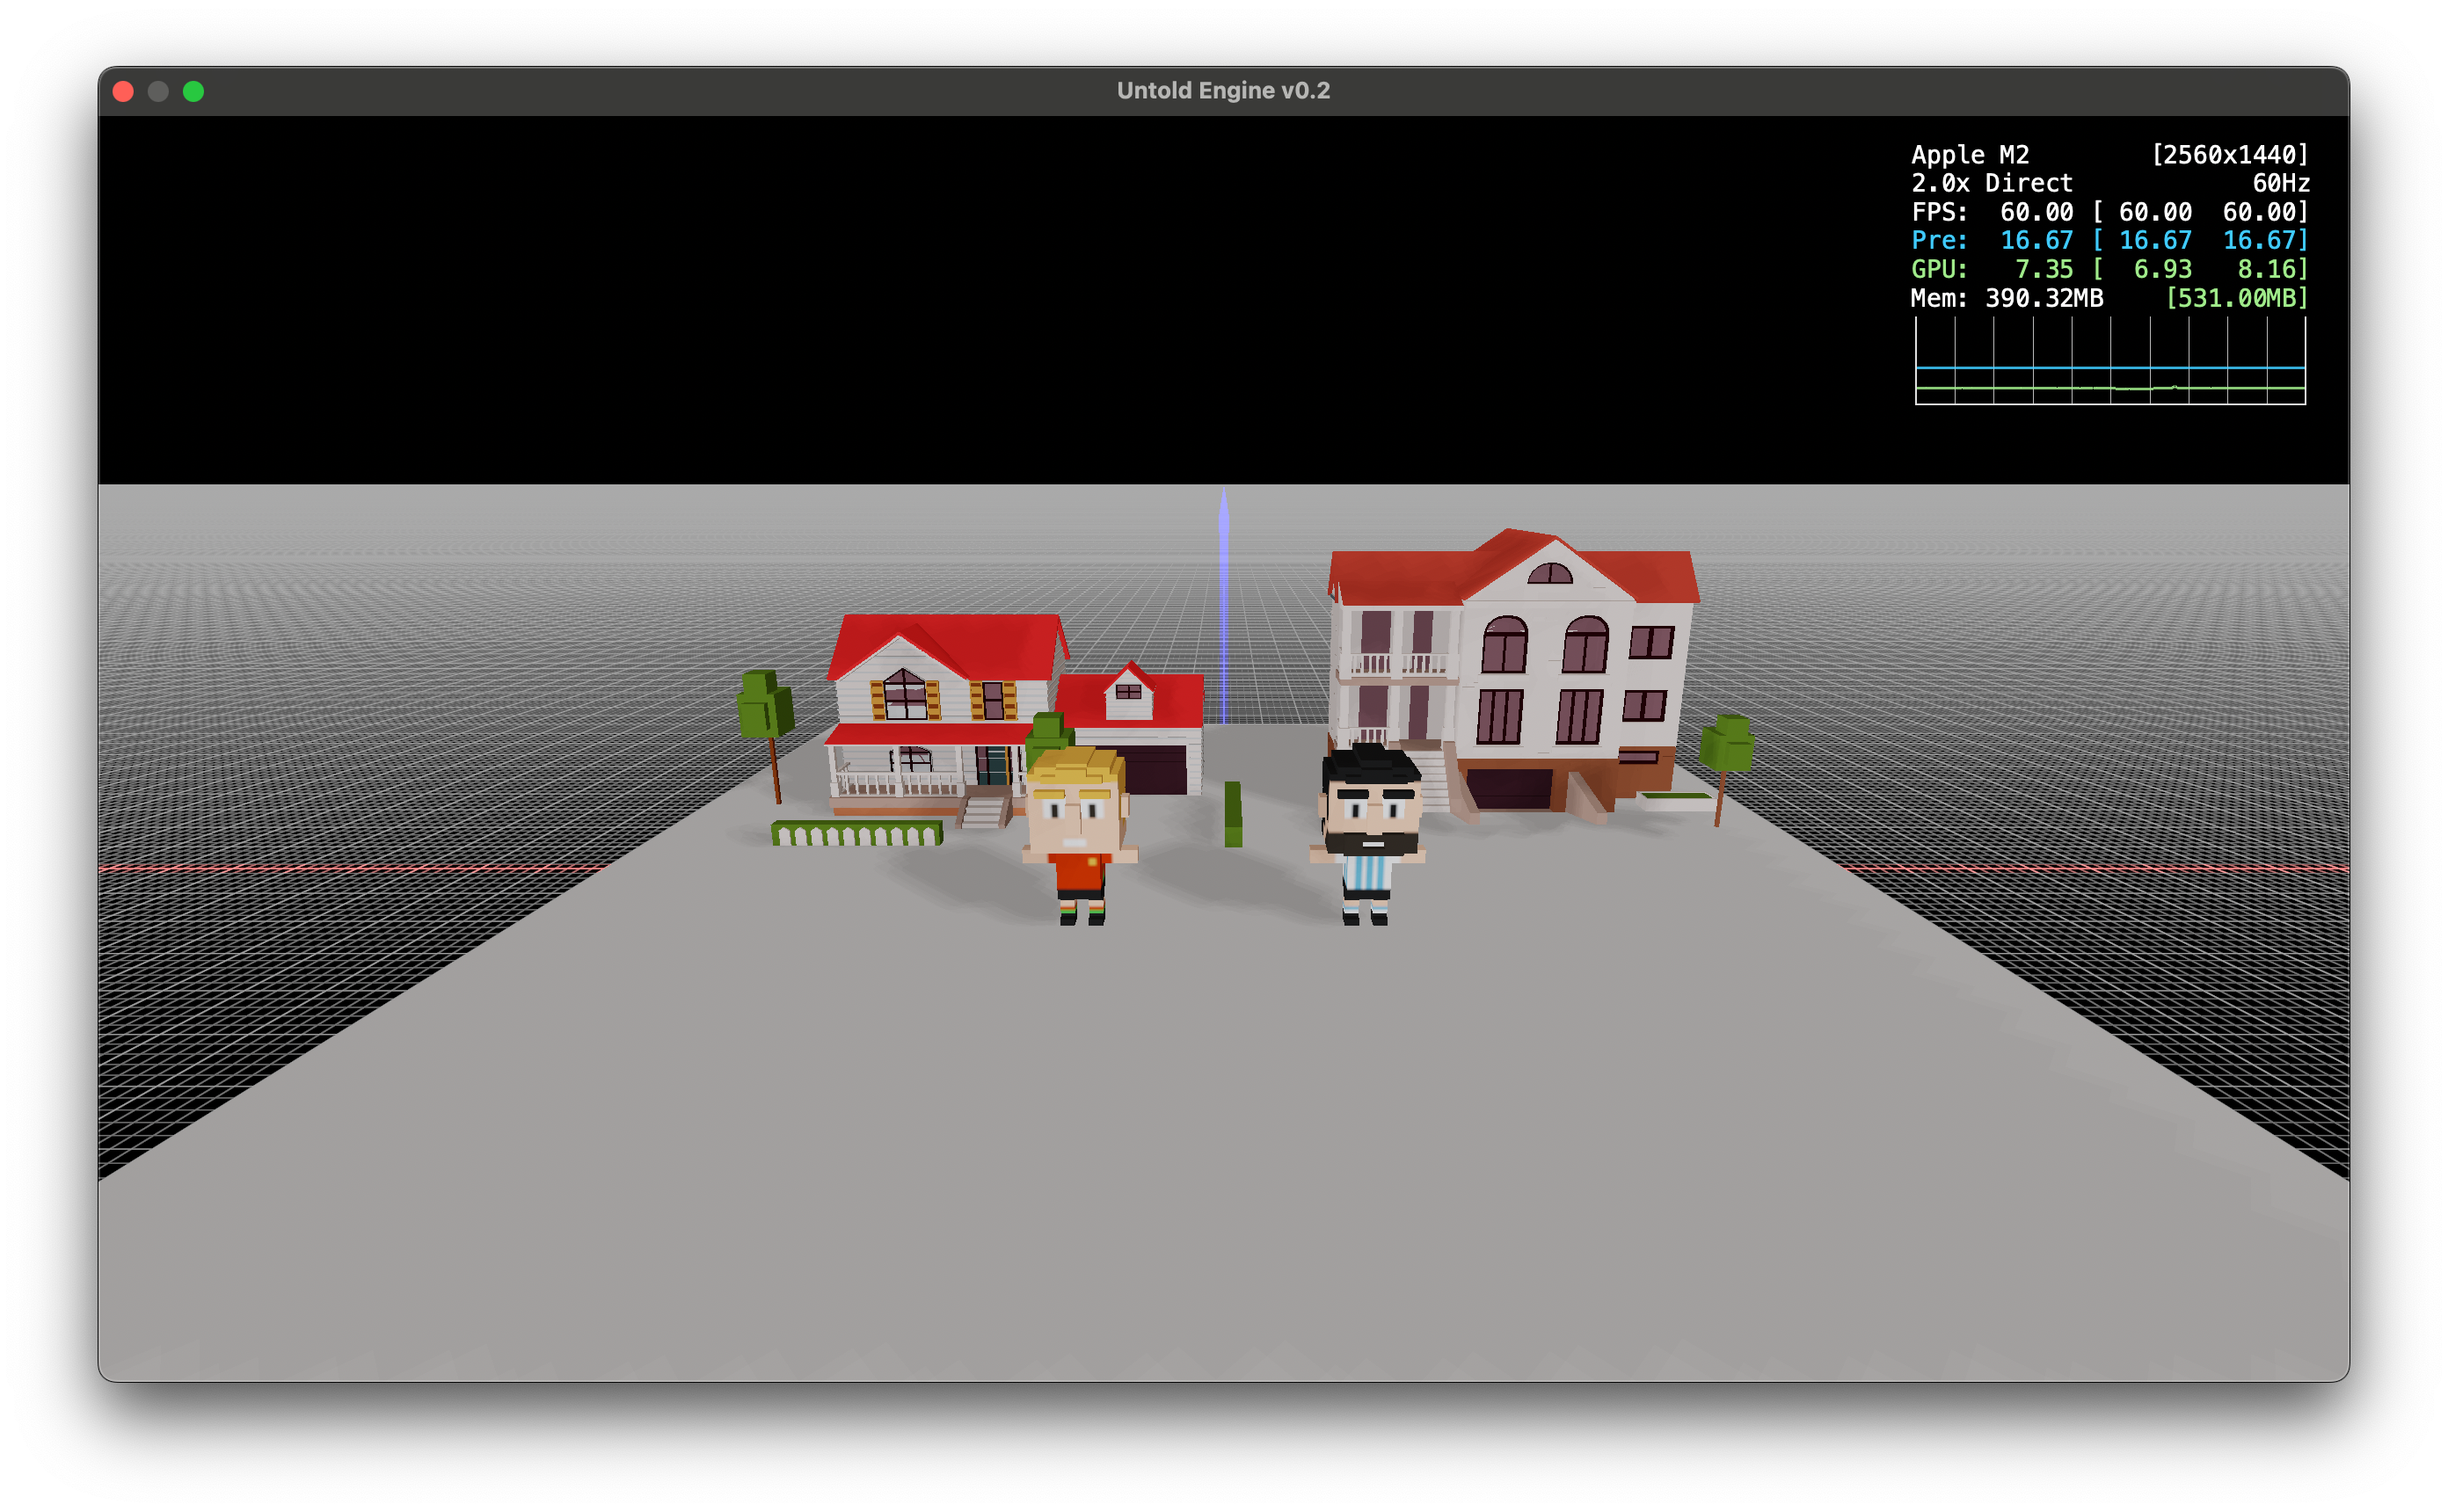 Untold Engine v0.2
Apple M2 [2560x1440]
2.0x Direct 60Hz
FPS: 60.00 [ 60.00 60.00]
Pre: 16.67 [ 16.67 16.67]
GPU: 7.35 [ 6.93 8.16]
Mem: 390.32MB [531.00MB]